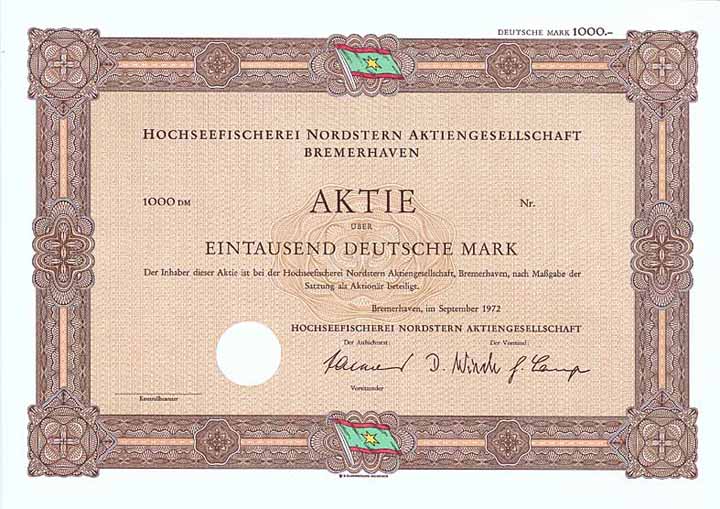 DEUTSCHE MARK 1000.-
HOCHSEEFISCHEREI NORDSTERN AKTIENGESELLSCHAFT
BREMERHAVEN
1000 DM AKTIE Nr.
ÜBER
EINTAUSEND DEUTSCHE MARK
Der Inhaber dieser Aktie ist bei der Hochseefischerei Nordstern Aktiengesellschaft, Bremerhaven, nach Maßgabe der
Satzung als Aktionär beteiligt.
Bremerhaven, im September 1972
HOCHSEEFISCHEREI NORDSTERN AKTIENGESELLSCHAFT
Der Aufsichtsrat: Der Vorstand:
Vorsitzender
Kontrollbeamter